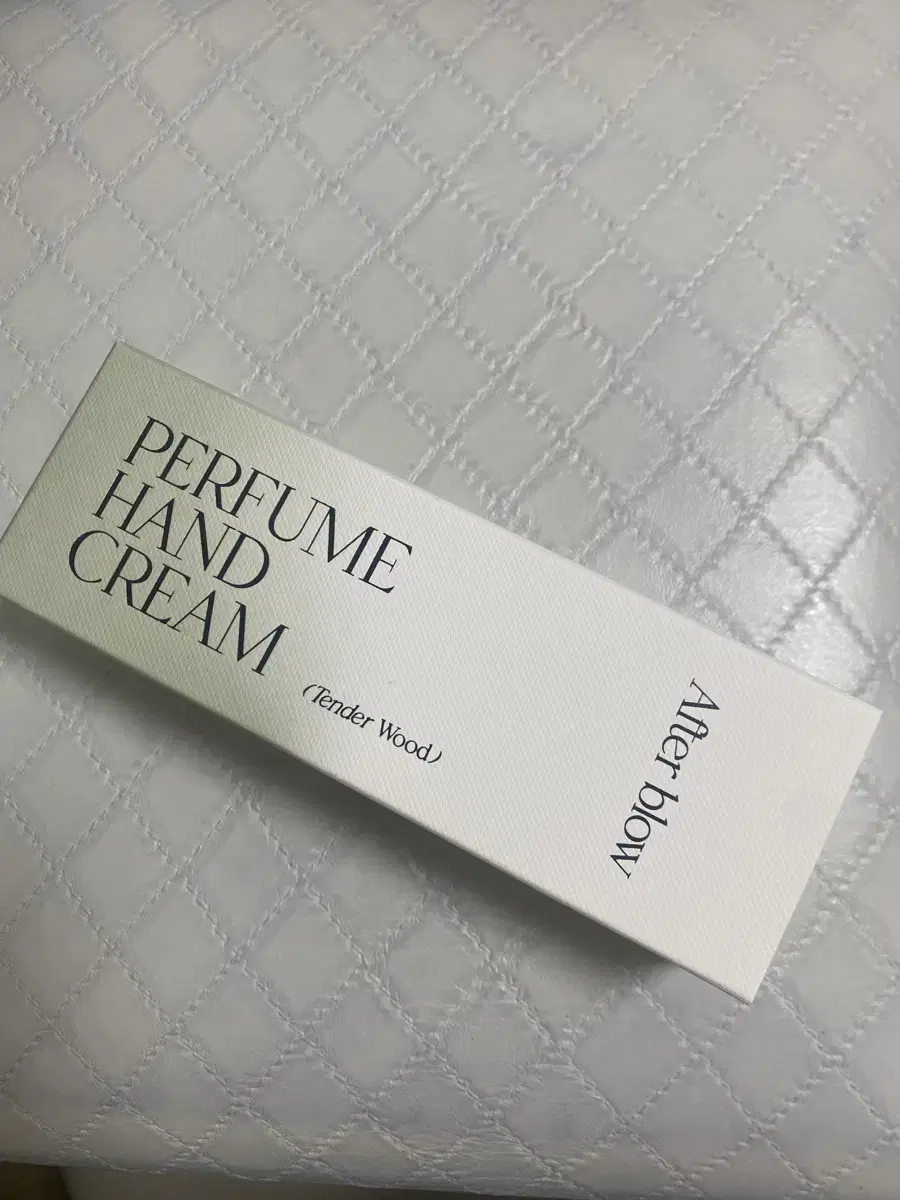 PERFUME
HAND
CREAM
(Tender Wood)
After blow